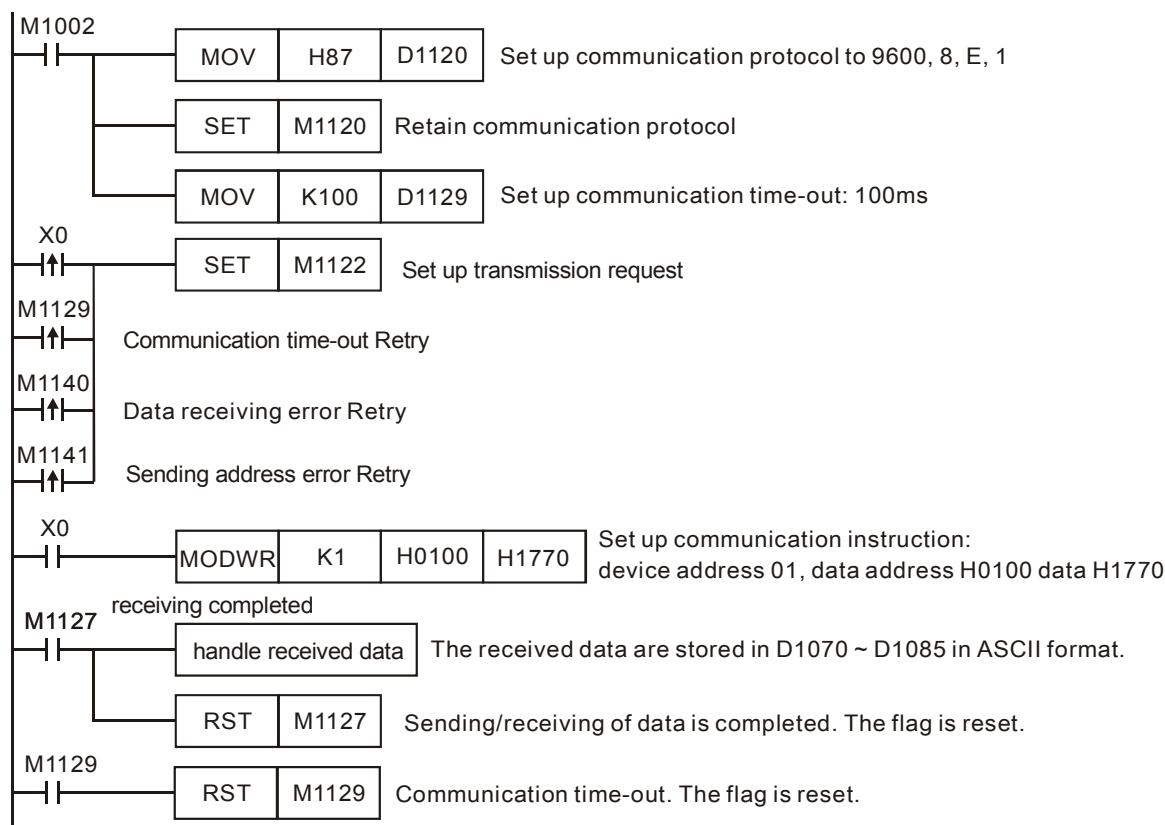 M1002
MOV H87 D1120 Set up communication protocol to 9600, 8, E, 1
SET M1120 Retain communication protocol
MOV K100 D1129 Set up communication time-out: 100ms
X0
SET M1122 Set up transmission request
M1129
Communication time-out Retry
M1140
Data receiving error Retry
M1141
Sending address error Retry
X0
MODWR K1 H0100 H1770 Set up communication instruction:
device address 01, data address H0100 data H1770
receiving completed
M1127
handle received data The received data are stored in D1070 ~ D1085 in ASCII format.
RST M1127 Sending/receiving of data is completed. The flag is reset.
M1129
RST M1129 Communication time-out. The flag is reset.